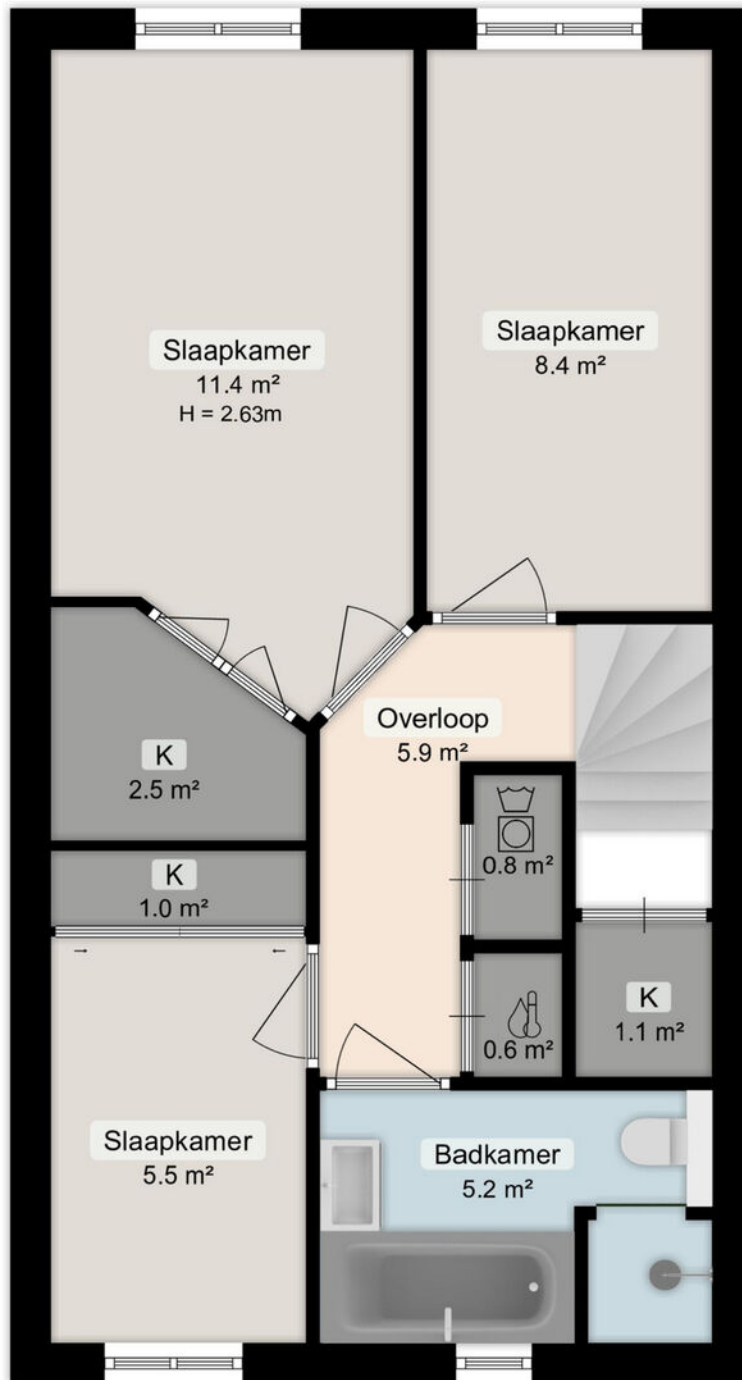 Slaapkamer
11.4 m²
H = 2.63m
Slaapkamer
8.4 m²
Overloop
5.9 m²
K
2.5 m²
0.8 m²
K
1.0 m²
K
1.1 m²
0.6 m²
Slaapkamer
5.5 m²
Badkamer
5.2 m²